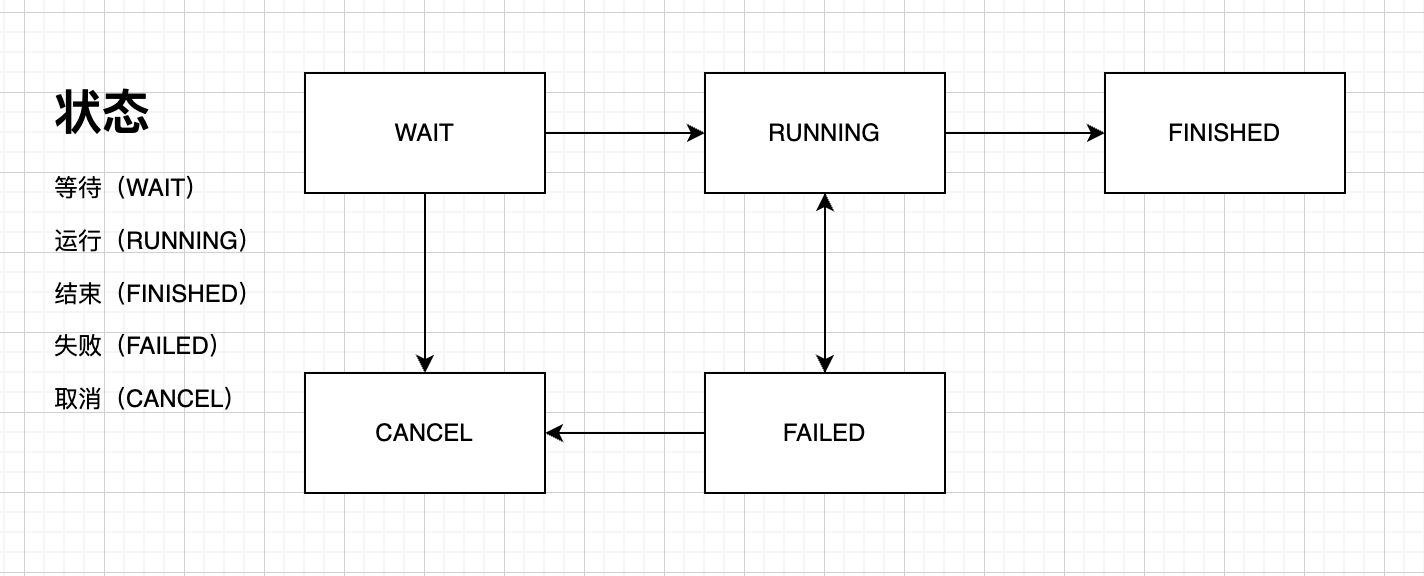 状态
等待（WAIT）
运行（RUNNING）
结束（FINISHED）
失败（FAILED）
取消（CANCEL）
WAIT
RUNNING
FINISHED
CANCEL
FAILED